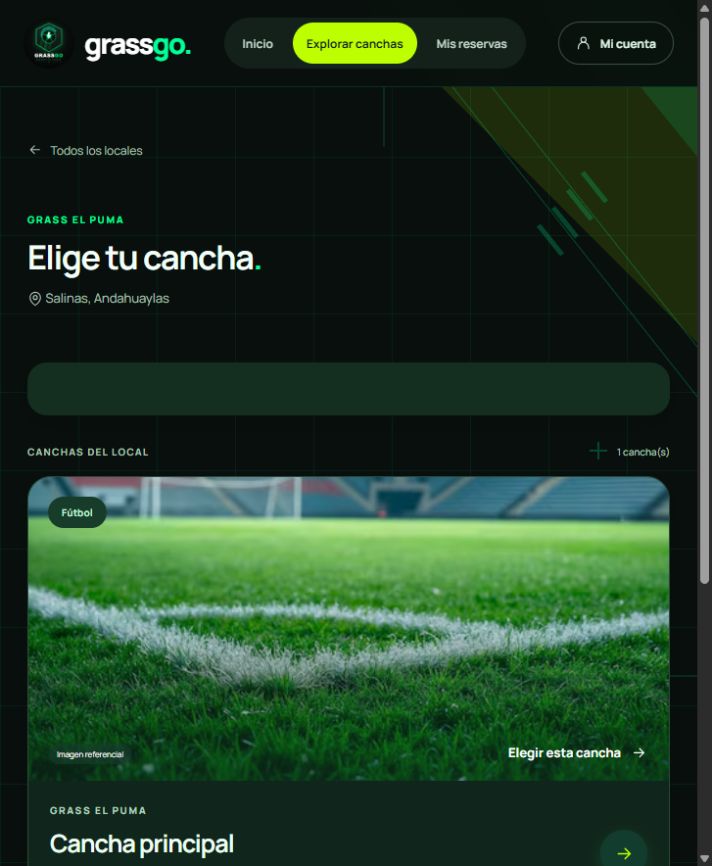 GRASSGO
grassgo.
Inicio
Explorar canchas
Mis reservas
Mi cuenta
← Todos los locales
GRASS EL PUMA
Elige tu cancha.
Salinas, Andahuaylas
CANCHAS DEL LOCAL
1 cancha(s)
Fútbol
Imagen referencial
Elegir esta cancha →
GRASS EL PUMA
Cancha principal
→